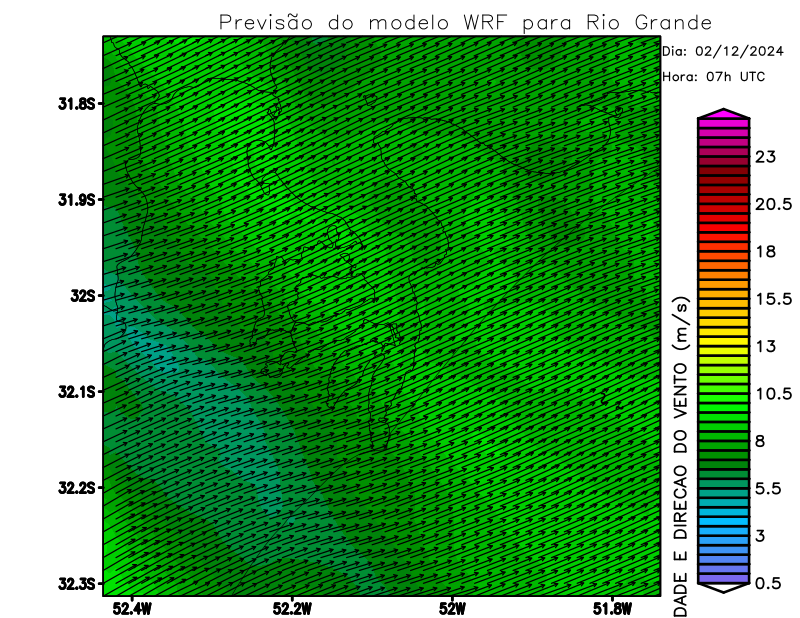 Previsão do modelo WRF para Rio Grande
Dia: 02/12/2024
Hora: 07h UTC
31.8S
31.9S
32S
32.1S
32.2S
32.3S
52.4W
52.2W
52W
51.8W
23
20.5
18
15.5
13
10.5
8
5.5
3
0.5
DADE E DIRECAO DO VENTO (m/s)